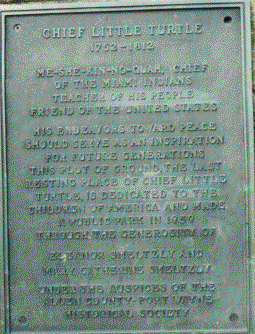 CHIEF LITTLE TURTLE
1752-1812
ME-SHE-KIN-NO-QUAH, CHIEF
OF THE MIAMI INDIANS
TEACHER OF HIS PEOPLE
FRIEND OF THE UNITED STATES
HIS ENDEAVORS TOWARD PEACE
SHOULD SERVE AS AN INSPIRATION
FOR FUTURE GENERATIONS
THIS PLOT OF GROUND, THE LAST
RESTING PLACE OF CHIEF LITTLE
TURTLE, IS DEDICATED TO THE
CHILDREN OF AMERICA AND MADE
A PUBLIC PARK IN 1959
THROUGH THE GENEROSITY OF
ELEANOR SMELTZLY AND
MARY CATHERINE SMELTZLY
UNDER THE AUSPICES OF THE
ALLEN COUNTY-FORT WAYNE
HISTORICAL SOCIETY